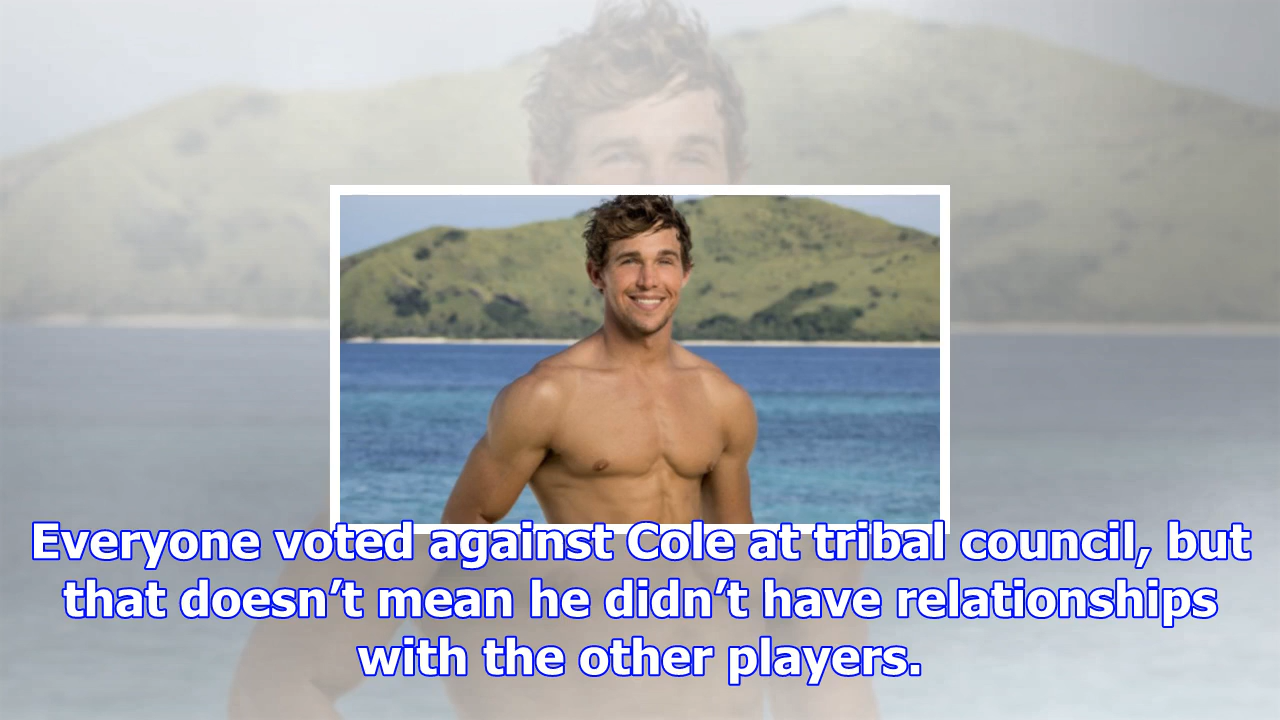 Everyone voted against Cole at tribal council, but
that doesn’t mean he didn’t have relationships
with the other players.